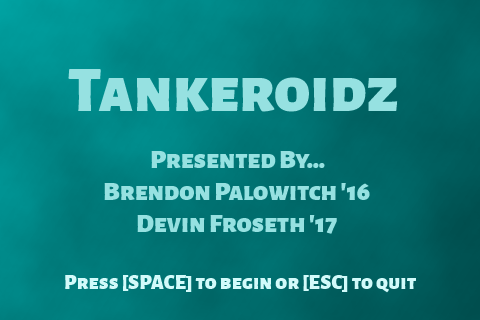 Tankeroidz
Presented By...
Brendon Palowitch '16
Devin Froseth '17
Press [SPACE] to begin or [ESC] to quit